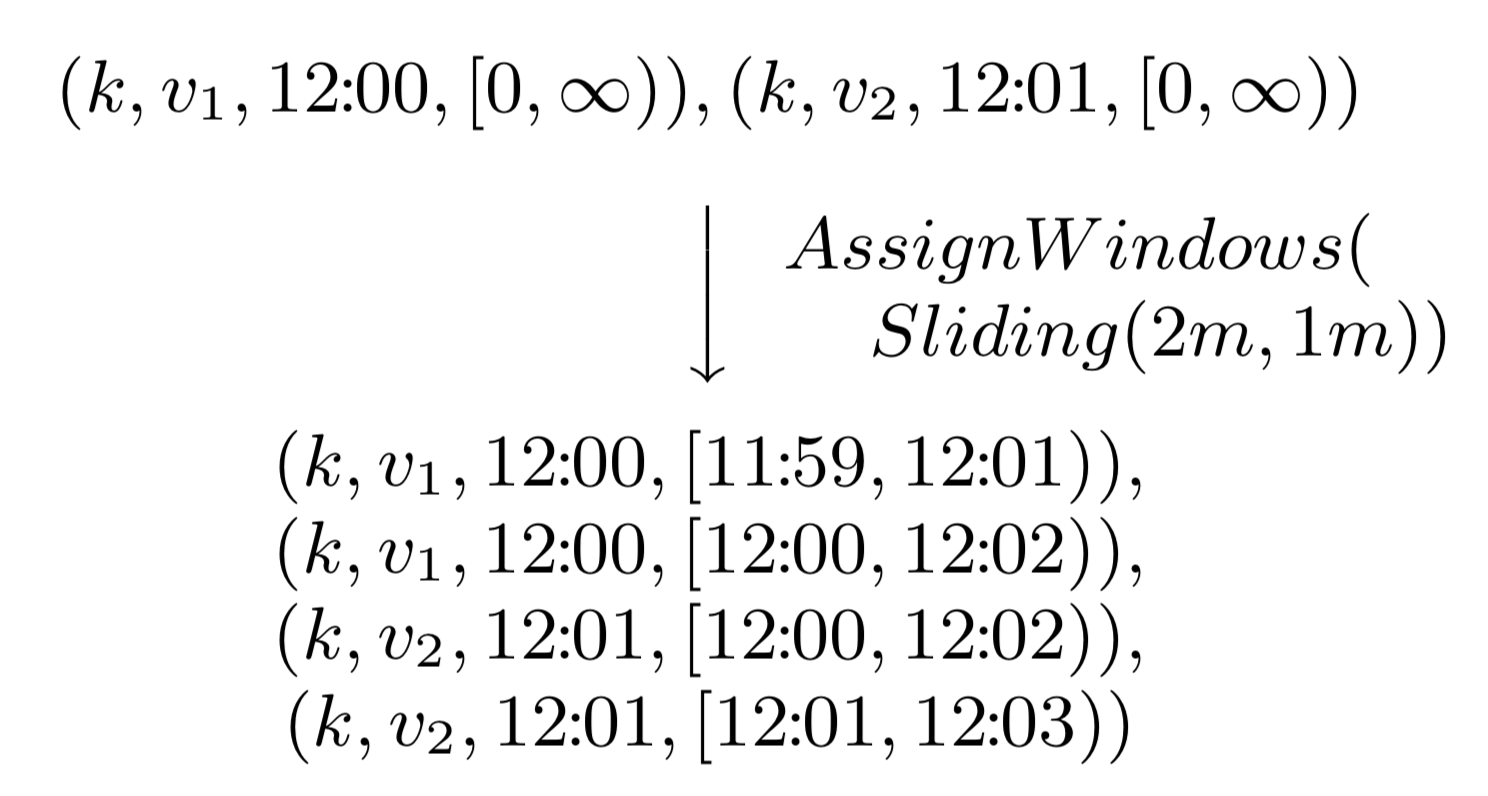 (k, v₁, 12:00, [0, ∞)), (k, v₂, 12:01, [0, ∞))
AssignWindows(
Sliding(2m, 1m))
(k, v₁, 12:00, [11:59, 12:01)),
(k, v₁, 12:00, [12:00, 12:02)),
(k, v₂, 12:01, [12:00, 12:02)),
(k, v₂, 12:01, [12:01, 12:03))